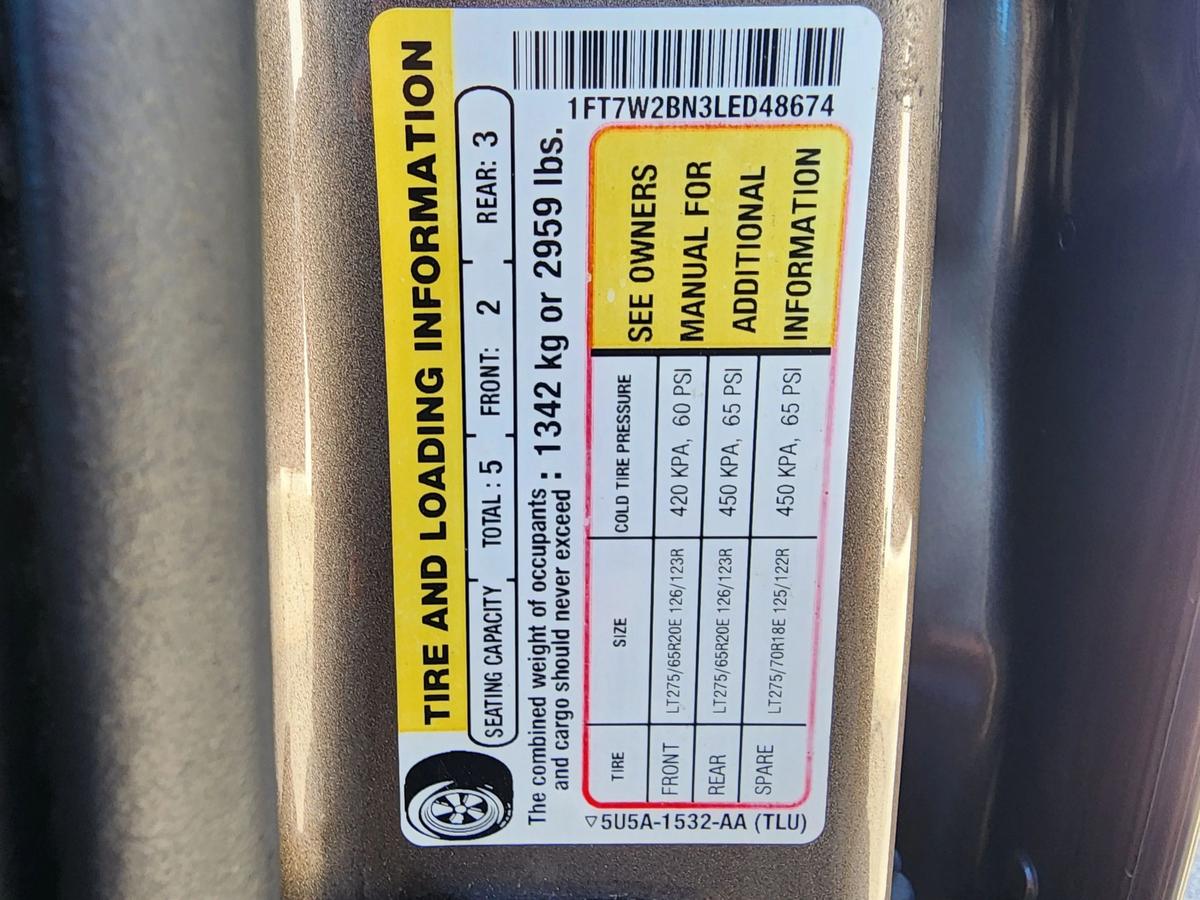 TIRE AND LOADING INFORMATION
SEATING CAPACITY TOTAL : 5 FRONT: 2 REAR: 3
The combined weight of occupants
and cargo should never exceed : 1342 kg or 2959 lbs.
1FT7W2BN3LED48674
TIRE SIZE COLD TIRE PRESSURE
FRONT LT275/65R20E 126/123R 420 KPA, 60 PSI
REAR LT275/65R20E 126/123R 450 KPA, 65 PSI
SPARE LT275/70R18E 125/122R 450 KPA, 65 PSI
SEE OWNERS
MANUAL FOR
ADDITIONAL
INFORMATION
▽5U5A-1532-AA (TLU)